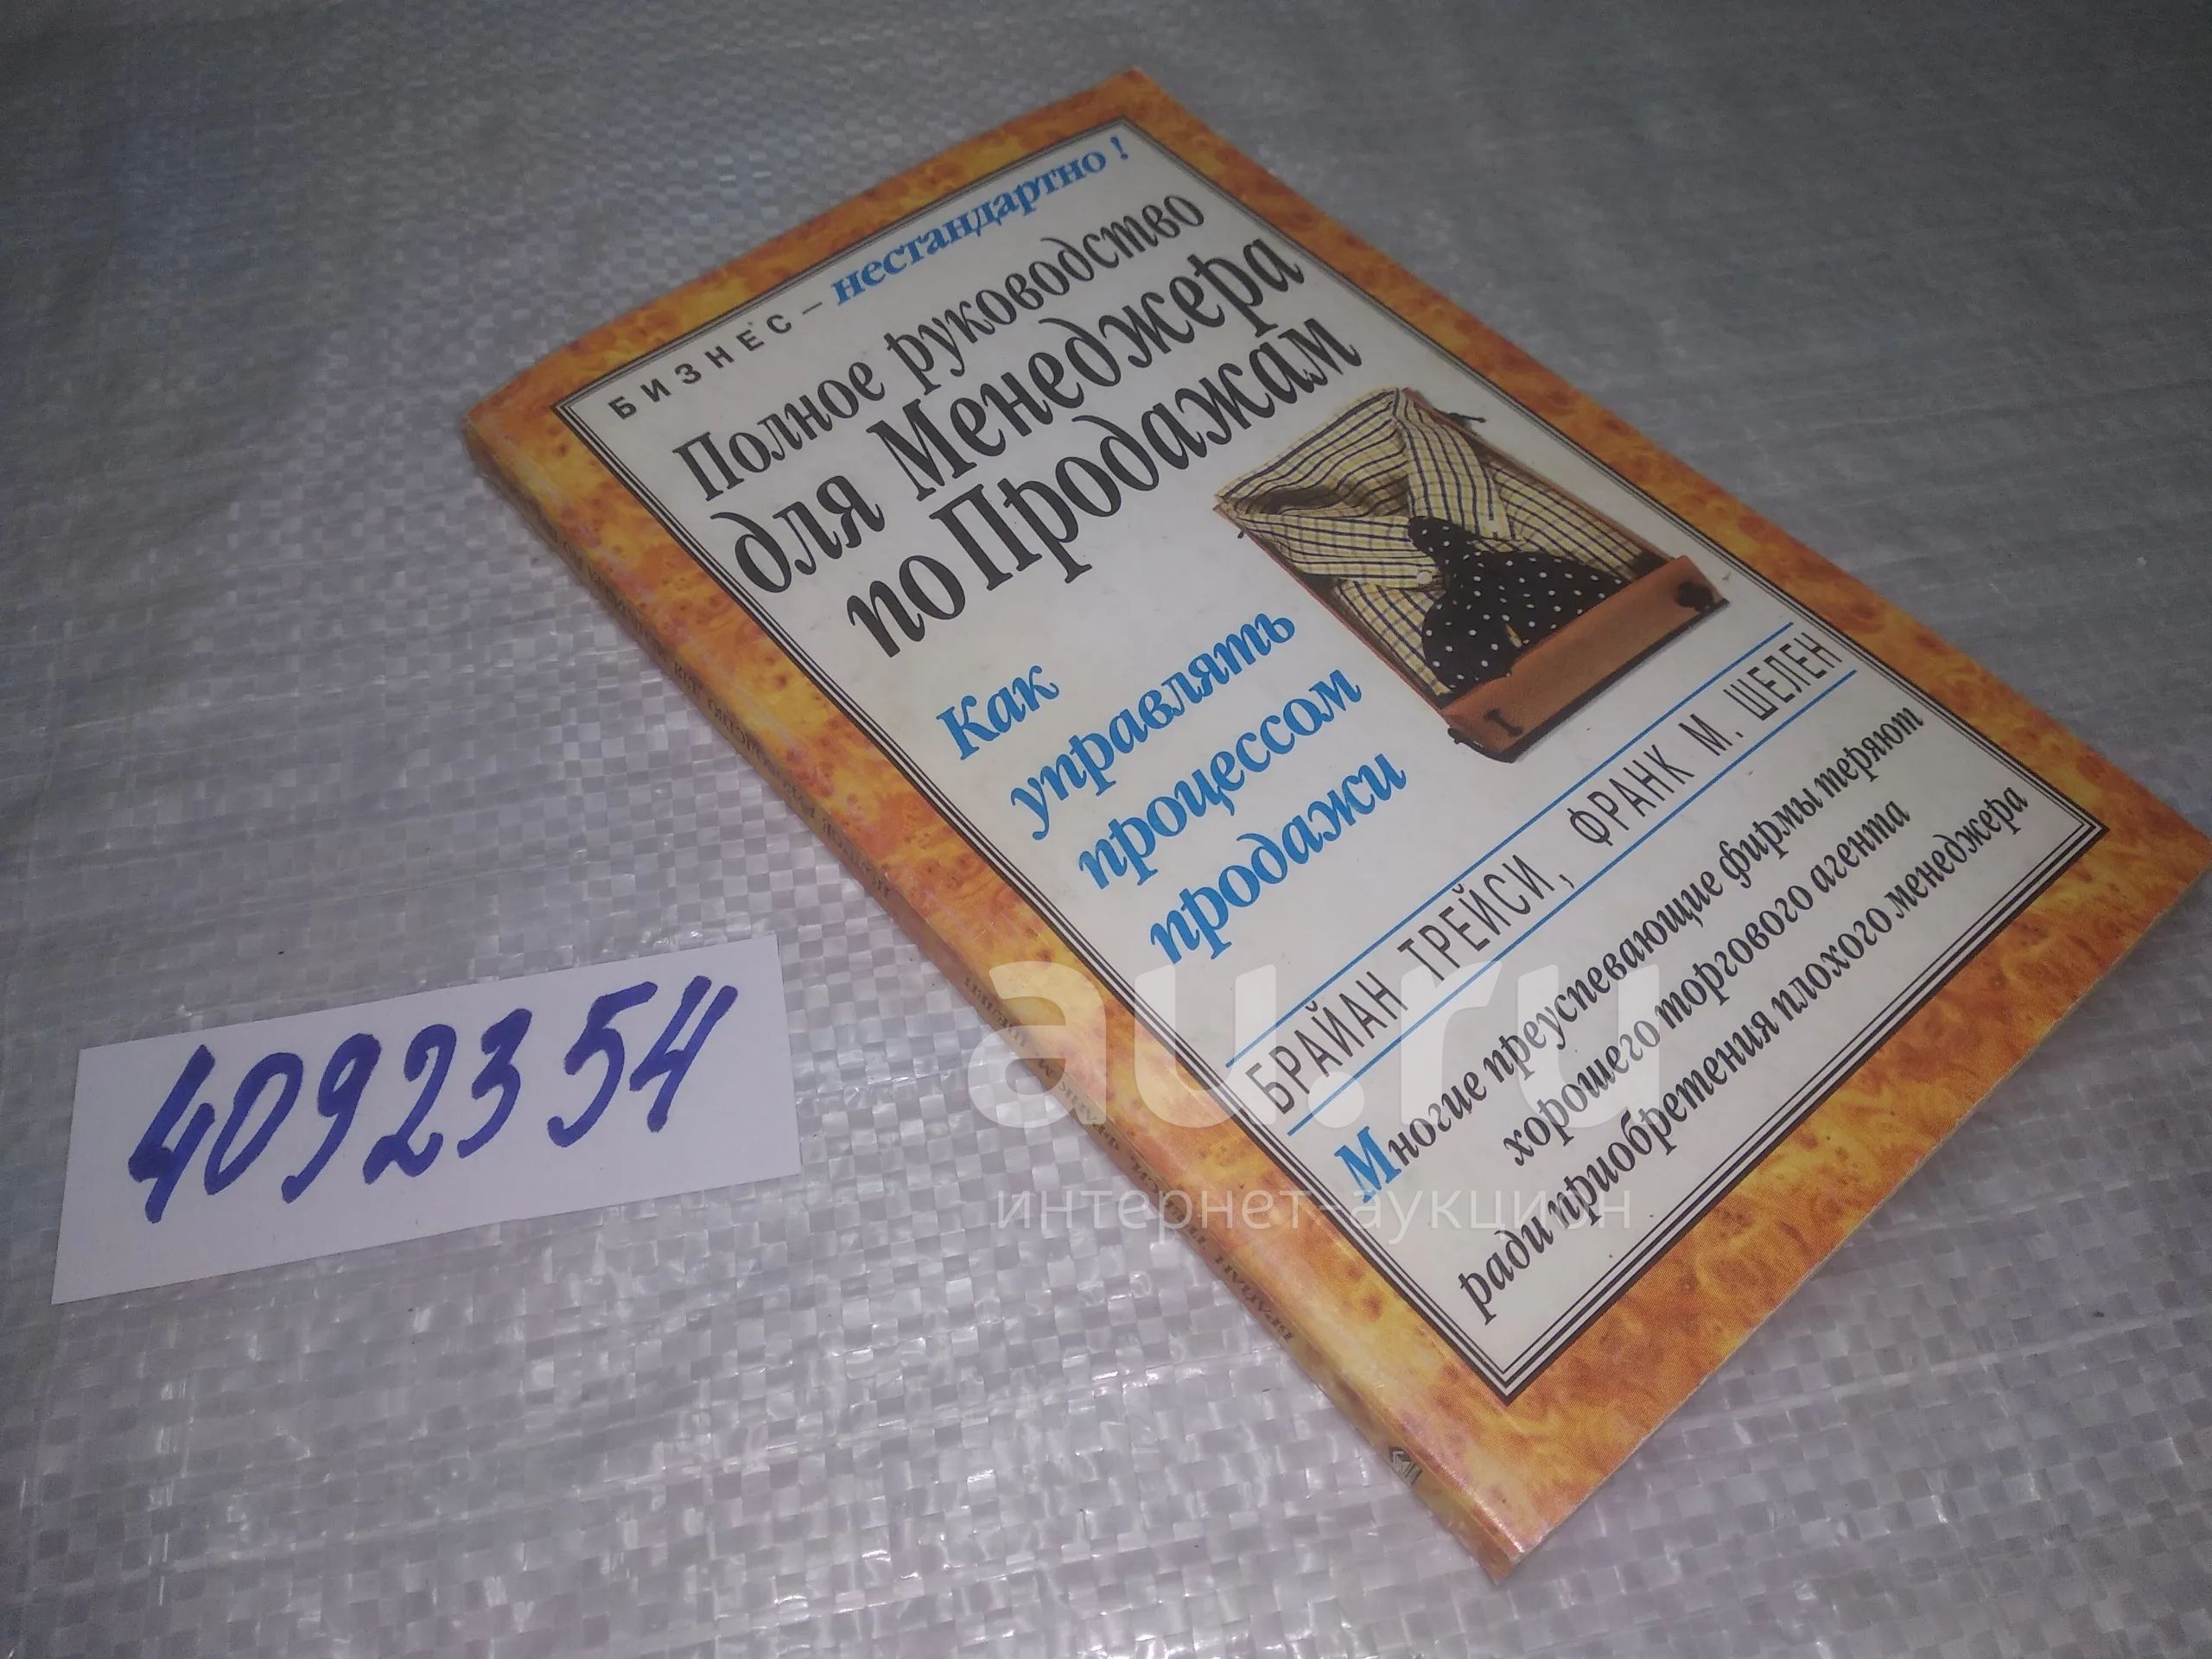 БИЗНЕС – нестандартно!
Полное руководство
для Менеджера
по Продажам
Как
управлять
процессом
продажи
БРАЙАН ТРЕЙСИ, ФРАНК М. ШЕЛЕН
Многие преуспевающие фирмы теряют
хорошего торгового агента
ради приобретения плохого менеджера
4092354
au.ru
интернет-аукцион